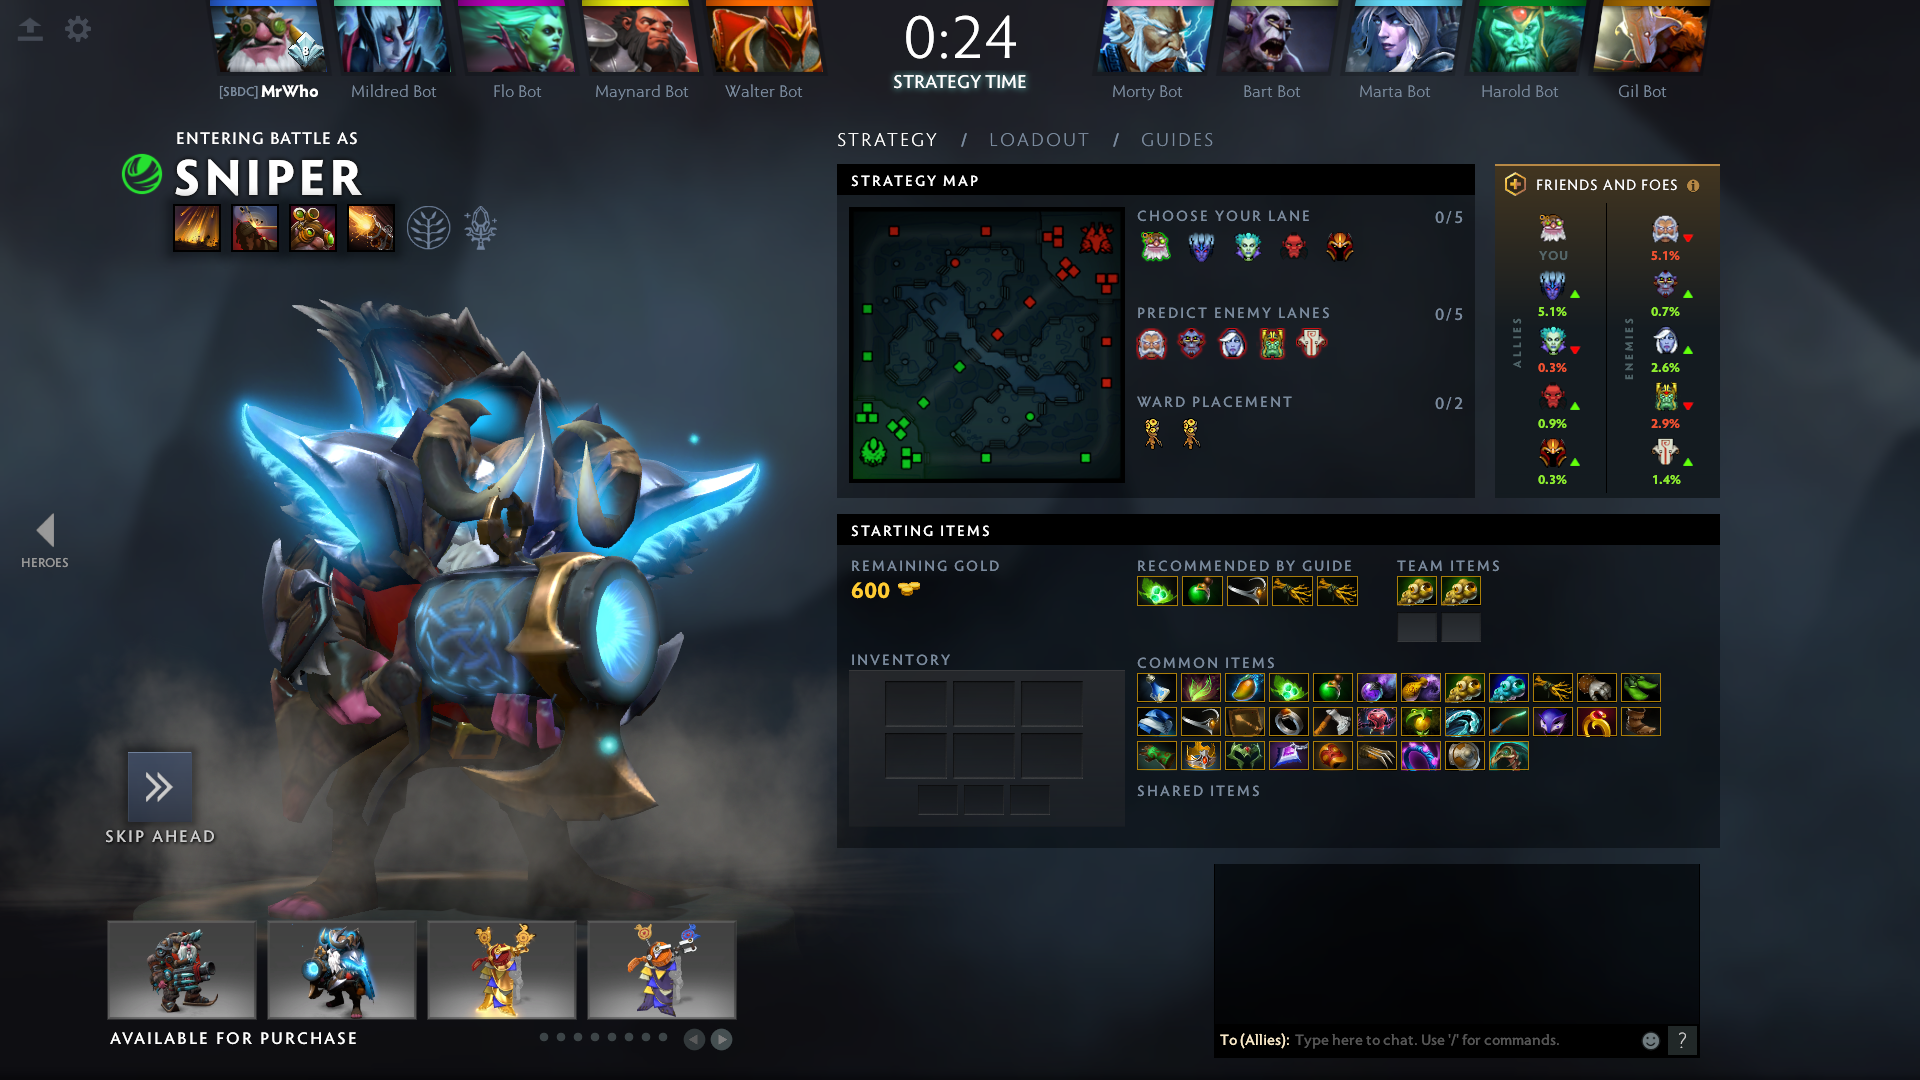 0:24
STRATEGY TIME
[SBDC] MrWho
Mildred Bot
Flo Bot
Maynard Bot
Walter Bot
Morty Bot
Bart Bot
Marta Bot
Harold Bot
Gil Bot
ENTERING BATTLE AS
SNIPER
STRATEGY / LOADOUT / GUIDES
STRATEGY MAP
CHOOSE YOUR LANE 0/5
PREDICT ENEMY LANES 0/5
WARD PLACEMENT 0/2
FRIENDS AND FOES
ALLIES
YOU
5.1%
0.3%
0.9%
0.3%
ENEMIES
5.1%
0.7%
2.6%
2.9%
1.4%
HEROES
STARTING ITEMS
REMAINING GOLD
600
RECOMMENDED BY GUIDE
TEAM ITEMS
INVENTORY
COMMON ITEMS
SHARED ITEMS
SKIP AHEAD
AVAILABLE FOR PURCHASE
To (Allies): Type here to chat. Use '/' for commands.
?